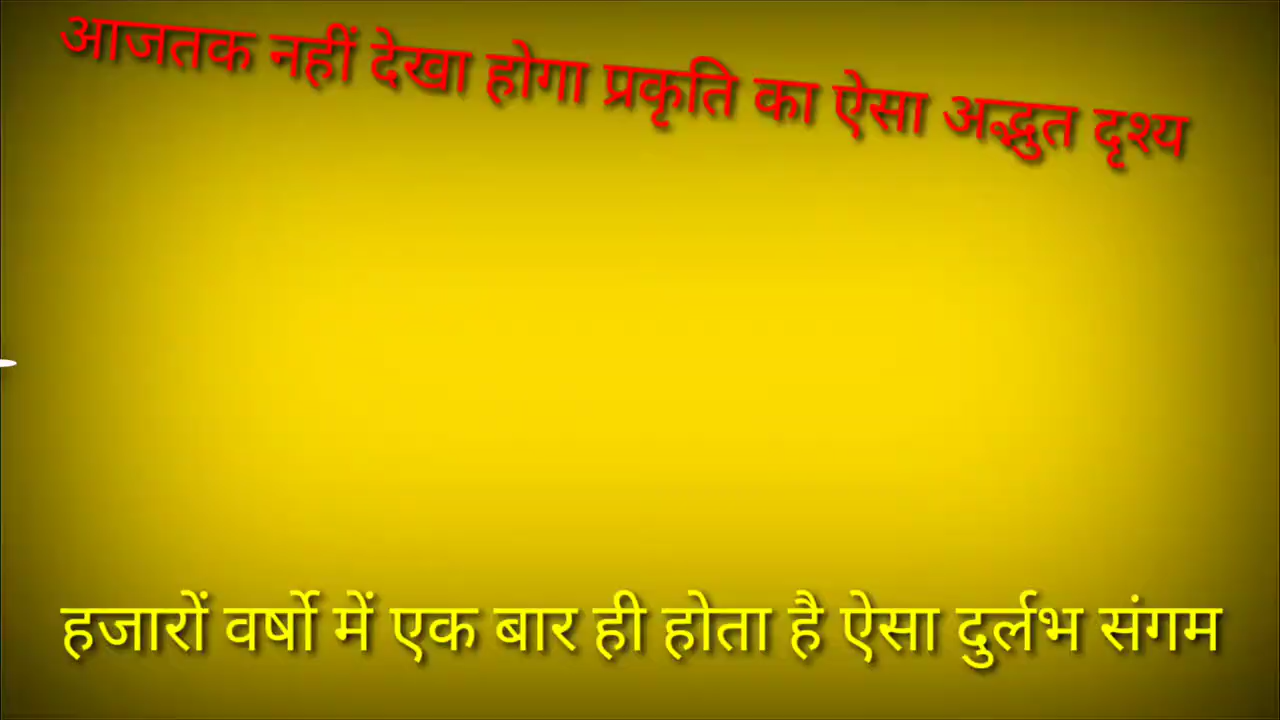 आजतक नहीं देखा होगा प्रकृति का ऐसा अद्भुत दृश्य
हजारों वर्षो में एक बार ही होता है ऐसा दुर्लभ संगम